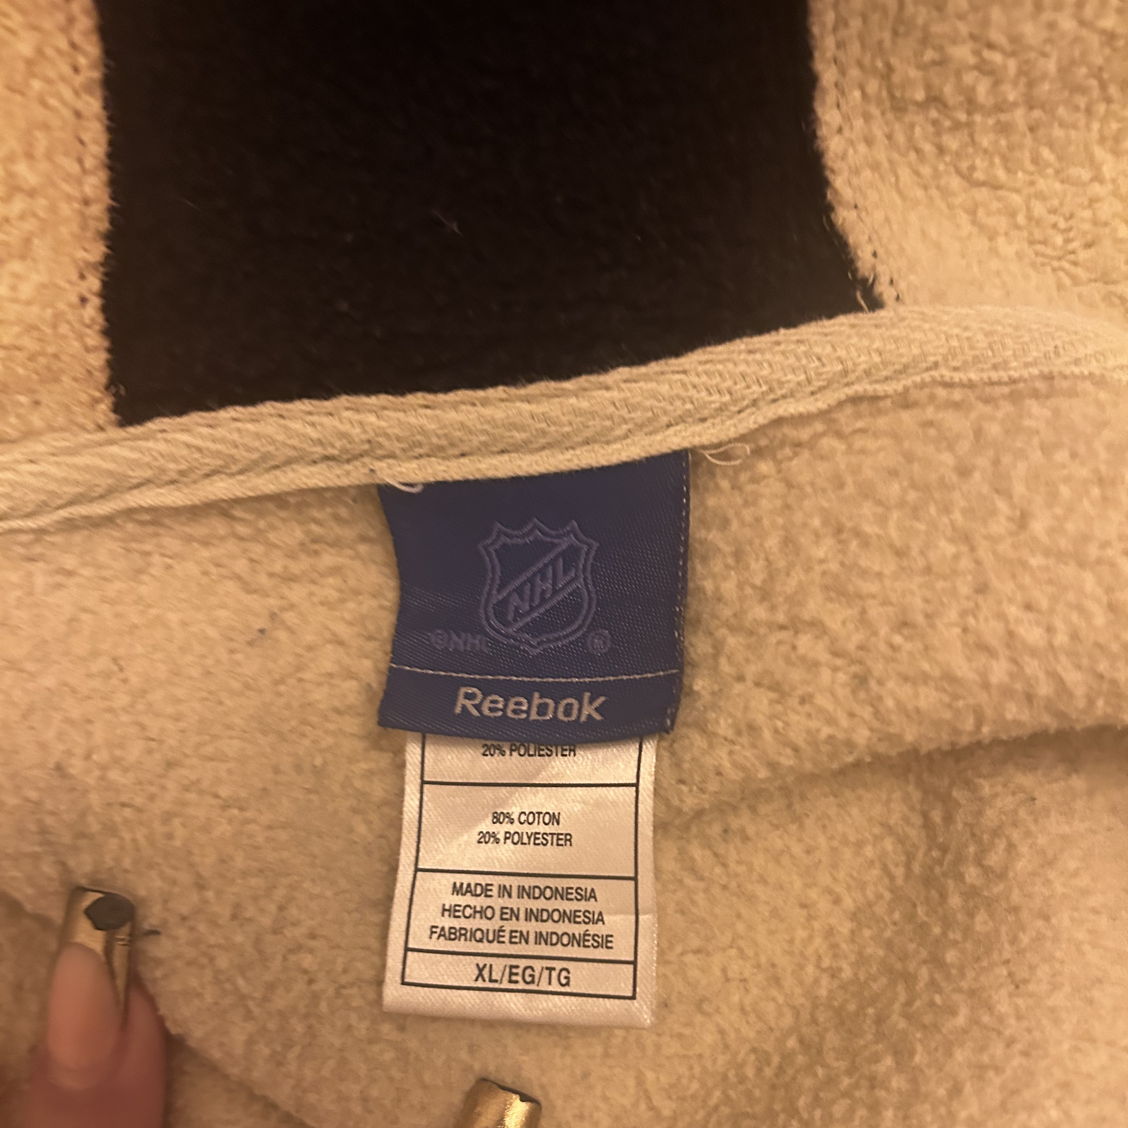 NHL
©NHL
®
Reebok
20% POLIESTER
80% COTON
20% POLYESTER
MADE IN INDONESIA
HECHO EN INDONESIA
FABRIQUÉ EN INDONÉSIE
XL/EG/TG